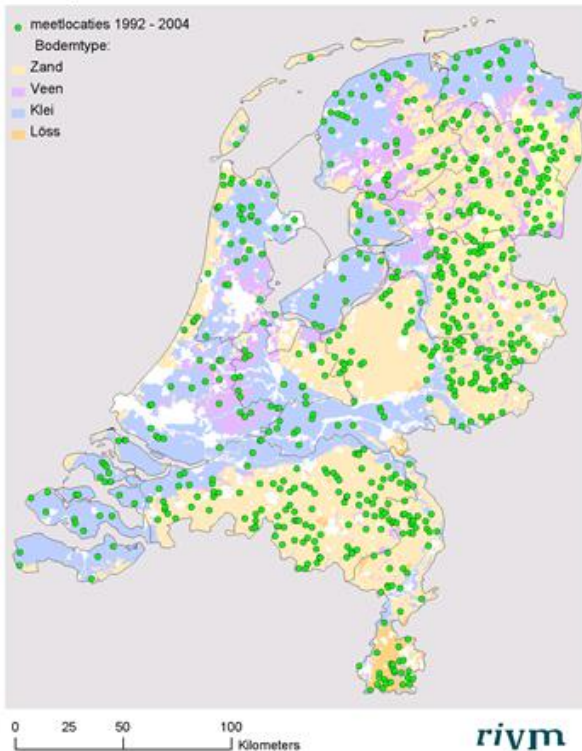 meetlocaties 1992 - 2004
Bodemtype:
Zand
Veen
Klei
Löss
0 25 50 100
Kilometers
rivm